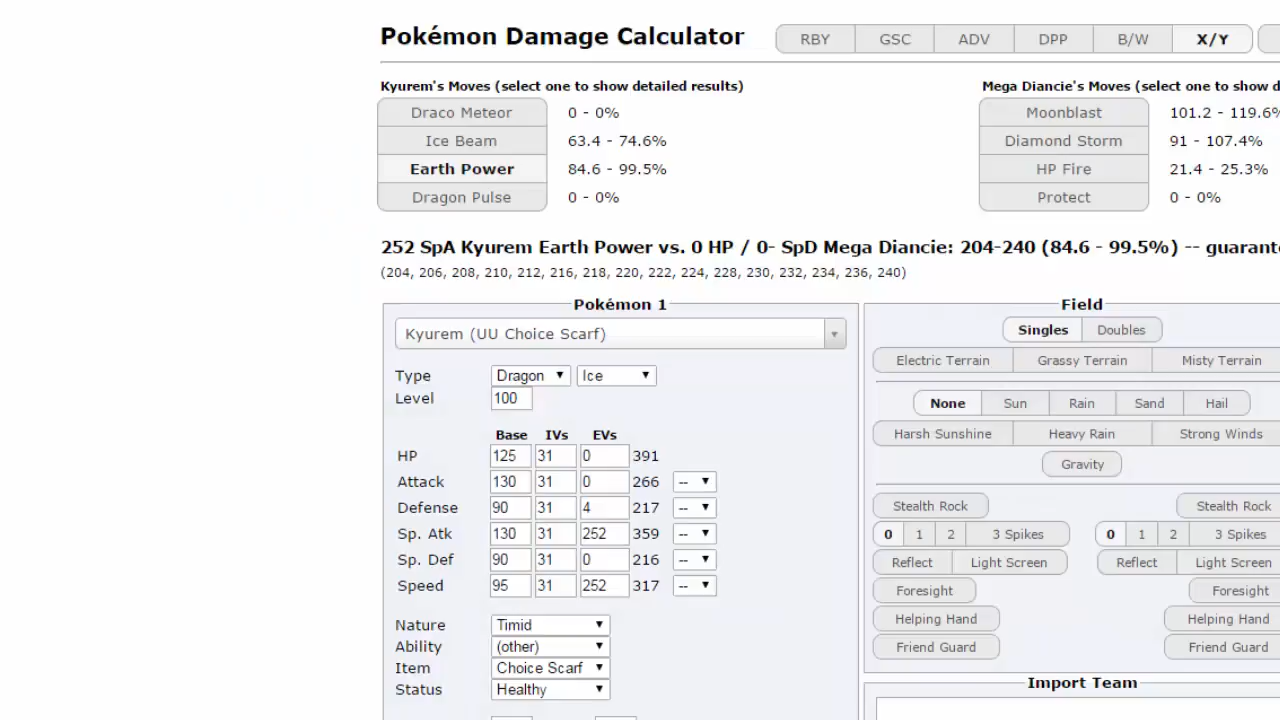 Pokémon Damage Calculator RBY GSC ADV DPP B/W X/Y
Kyurem's Moves (select one to show detailed results) Mega Diancie's Moves (select one to show
Draco Meteor 0 - 0% Moonblast 101.2 - 119.6%
Ice Beam 63.4 - 74.6% Diamond Storm 91 - 107.4%
Earth Power 84.6 - 99.5% HP Fire 21.4 - 25.3%
Dragon Pulse 0 - 0% Protect 0 - 0%
252 SpA Kyurem Earth Power vs. 0 HP / 0- SpD Mega Diancie: 204-240 (84.6 - 99.5%) -- guarant
(204, 206, 208, 210, 212, 216, 218, 220, 222, 224, 228, 230, 232, 234, 236, 240)
Pokémon 1
Kyurem (UU Choice Scarf)
Type Dragon Ice
Level 100
Base IVs EVs
HP 125 31 0 391
Attack 130 31 0 266 --
Defense 90 31 4 217 --
Sp. Atk 130 31 252 359 --
Sp. Def 90 31 0 216 --
Speed 95 31 252 317 --
Nature Timid
Ability (other)
Item Choice Scarf
Status Healthy
Field
Singles Doubles
Electric Terrain Grassy Terrain Misty Terrain
None Sun Rain Sand Hail
Harsh Sunshine Heavy Rain Strong Winds
Gravity
Stealth Rock Stealth Rock
0 1 2 3 Spikes 0 1 2 3 Spikes
Reflect Light Screen Reflect Light Screen
Foresight Foresight
Helping Hand Helping Hand
Friend Guard Friend Guard
Import Team